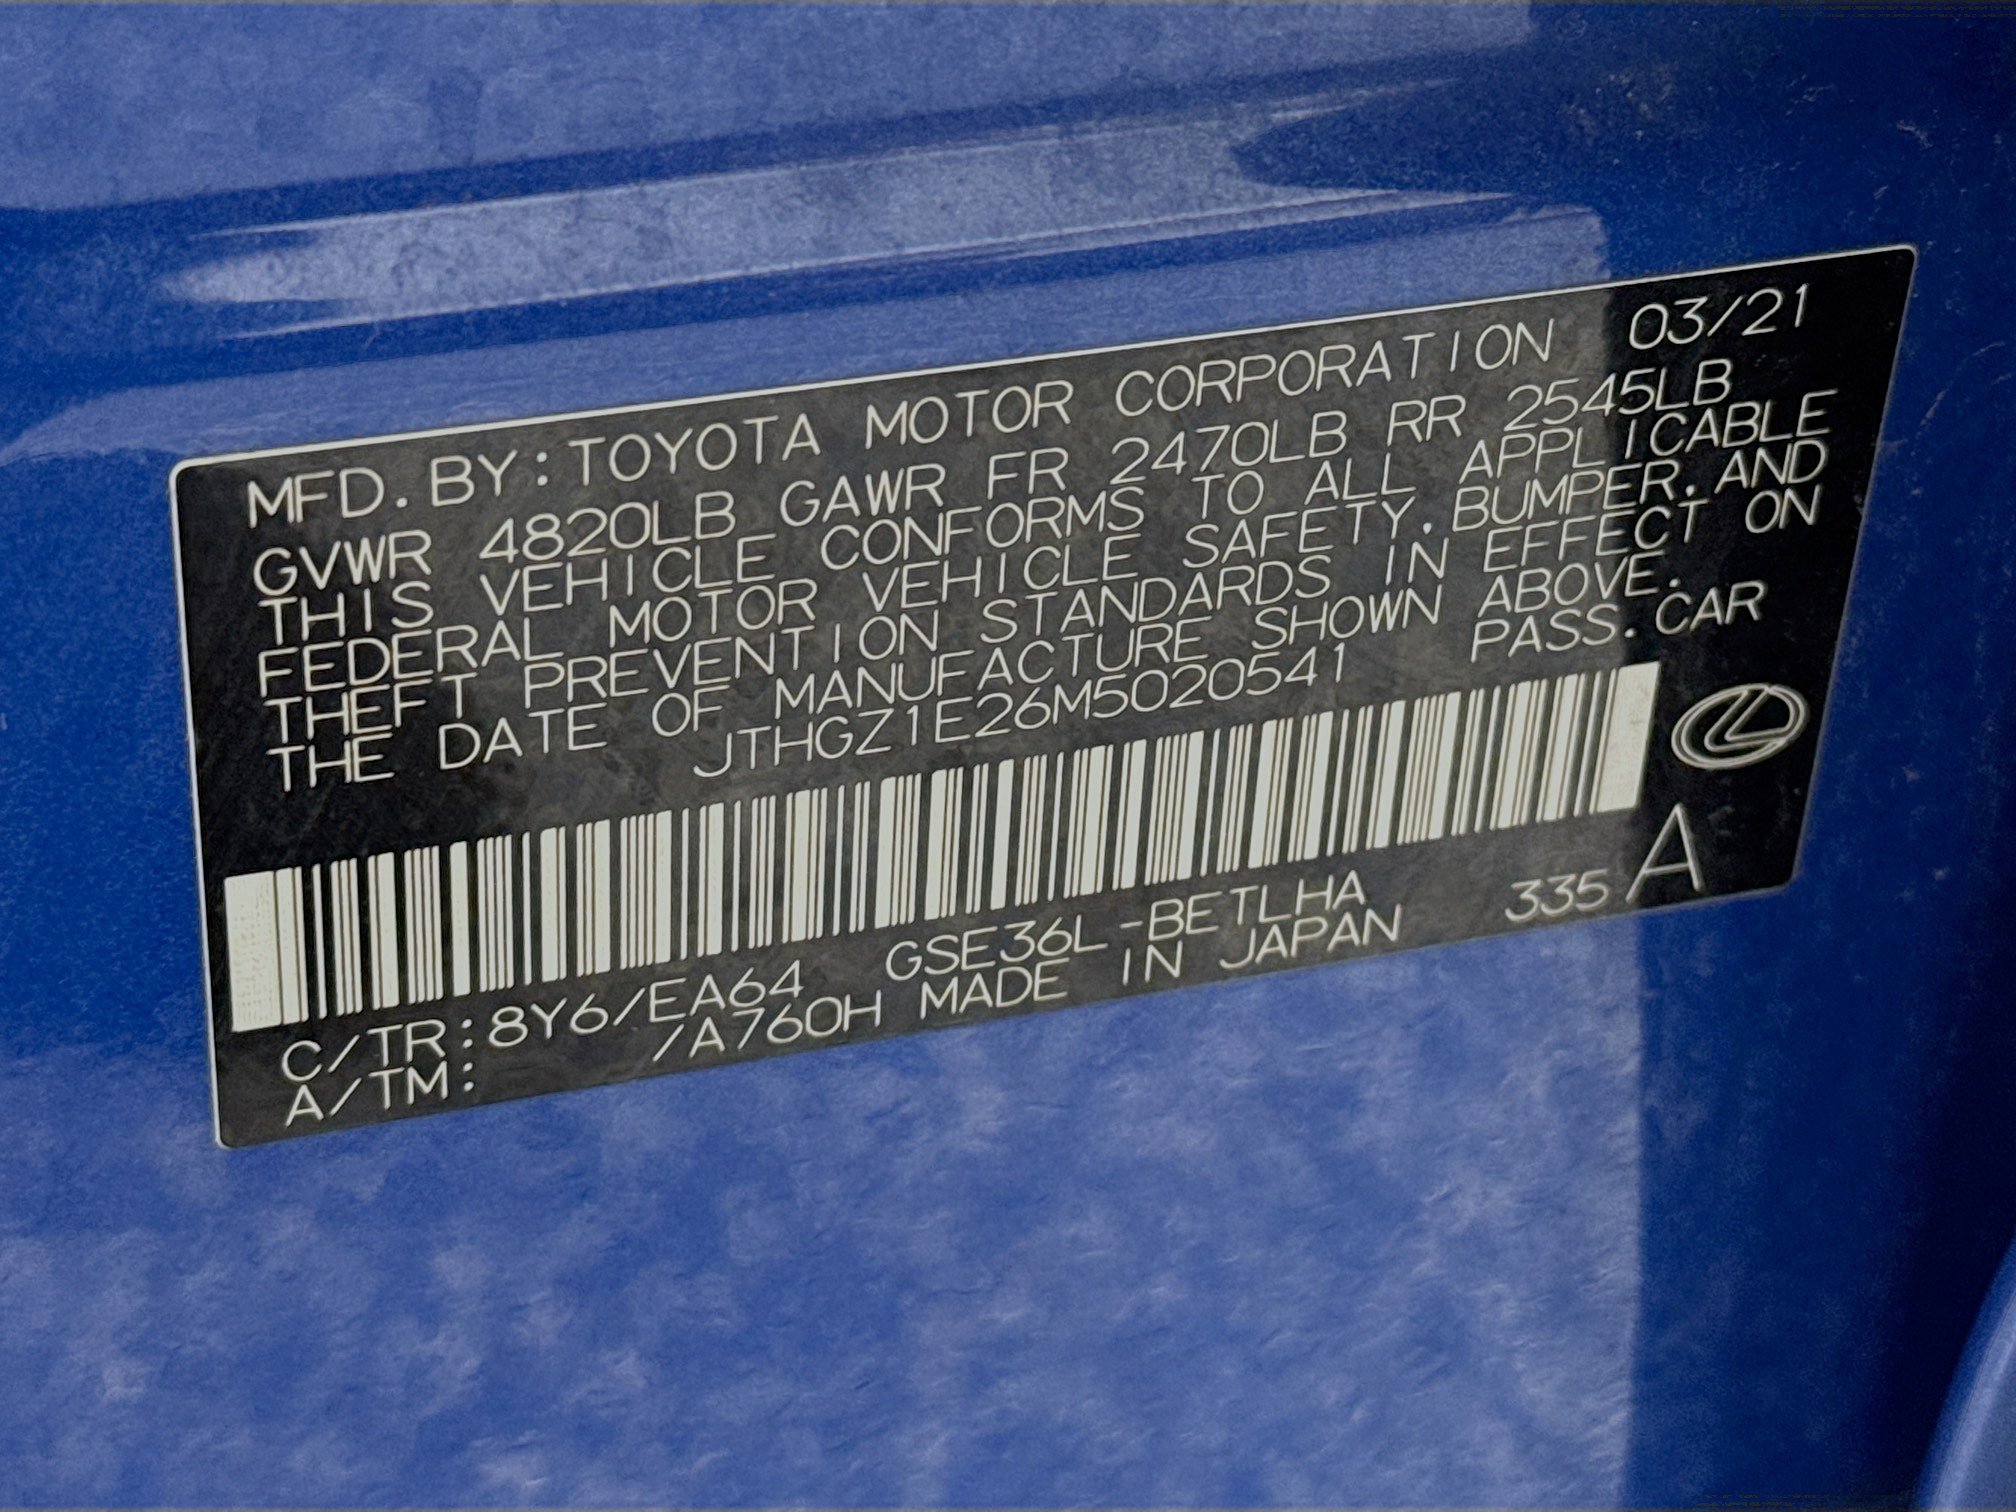 MFD. BY: TOYOTA MOTOR CORPORATION 03/21
GVWR 4820LB GAWR FR 2470LB RR 2545LB
THIS VEHICLE CONFORMS TO ALL APPLICABLE
FEDERAL MOTOR VEHICLE SAFETY, BUMPER, AND
THEFT PREVENTION STANDARDS IN EFFECT ON
THE DATE OF MANUFACTURE SHOWN ABOVE.
JTHGZ1E26M5020541 PASS. CAR
C/TR: 8Y6/EA64 GSE36L-BETLHA 335 A
A/TM: /A760H MADE IN JAPAN